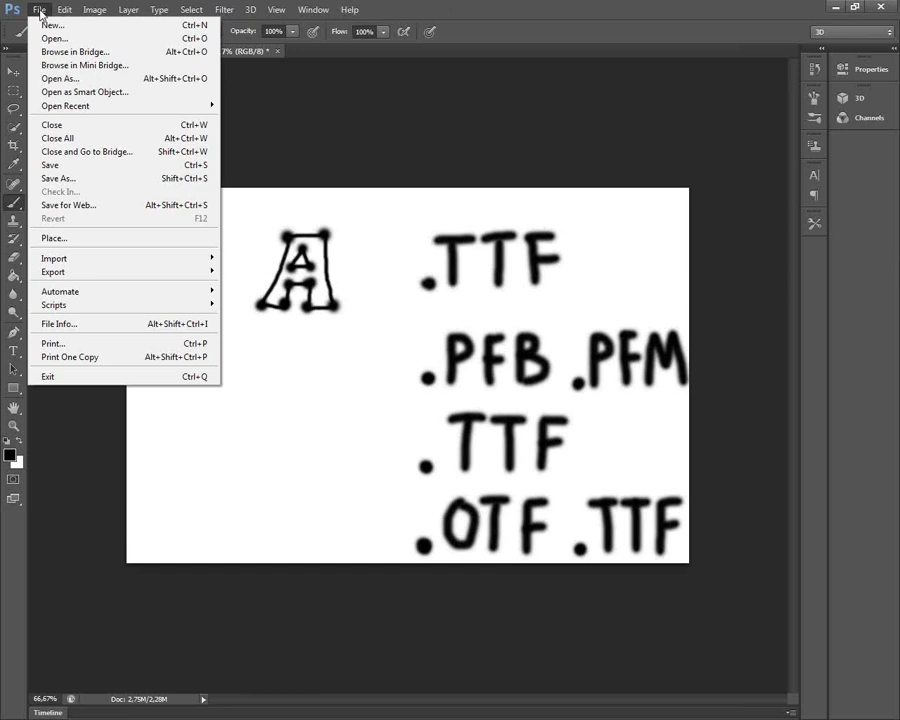 Ps File Edit Image Layer Type Select Filter 3D View Window Help
Opacity: 100% Flow: 100% 3D
7% (RGB/8) * ×
New... Ctrl+N
Open... Ctrl+O
Browse in Bridge... Alt+Ctrl+O
Browse in Mini Bridge...
Open As... Alt+Shift+Ctrl+O
Open as Smart Object...
Open Recent
Close Ctrl+W
Close All Alt+Ctrl+W
Close and Go to Bridge... Shift+Ctrl+W
Save Ctrl+S
Save As... Shift+Ctrl+S
Check In...
Save for Web... Alt+Shift+Ctrl+S
Revert F12
Place...
Import
Export
Automate
Scripts
File Info... Alt+Shift+Ctrl+I
Print... Ctrl+P
Print One Copy Alt+Shift+Ctrl+P
Exit Ctrl+Q
A .TTF
.PFB .PFM
.TTF
.OTF .TTF
Properties
3D
Channels
66,67% Doc: 2,75M/2,28M
Timeline